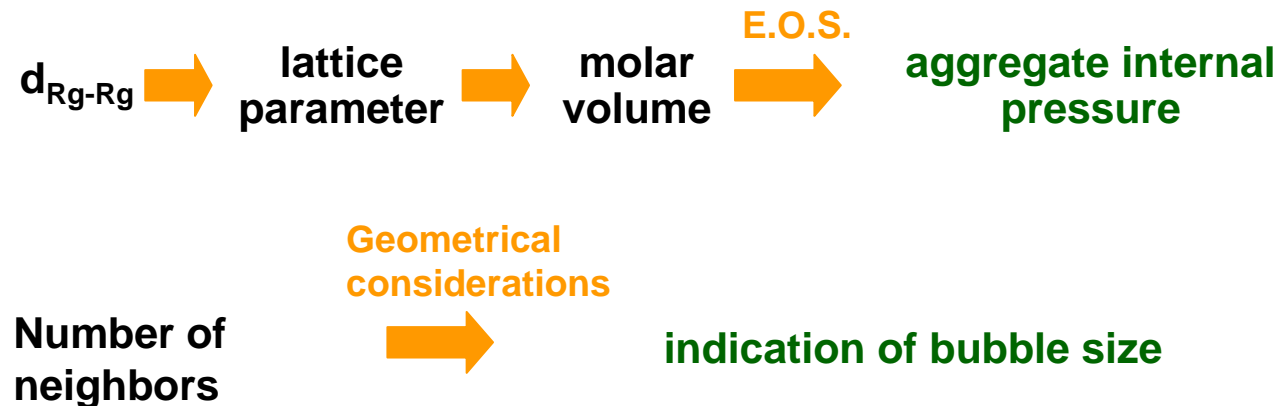 E.O.S.
d_Rg-Rg lattice parameter molar volume aggregate internal pressure
Geometrical
considerations
Number of
neighbors
indication of bubble size